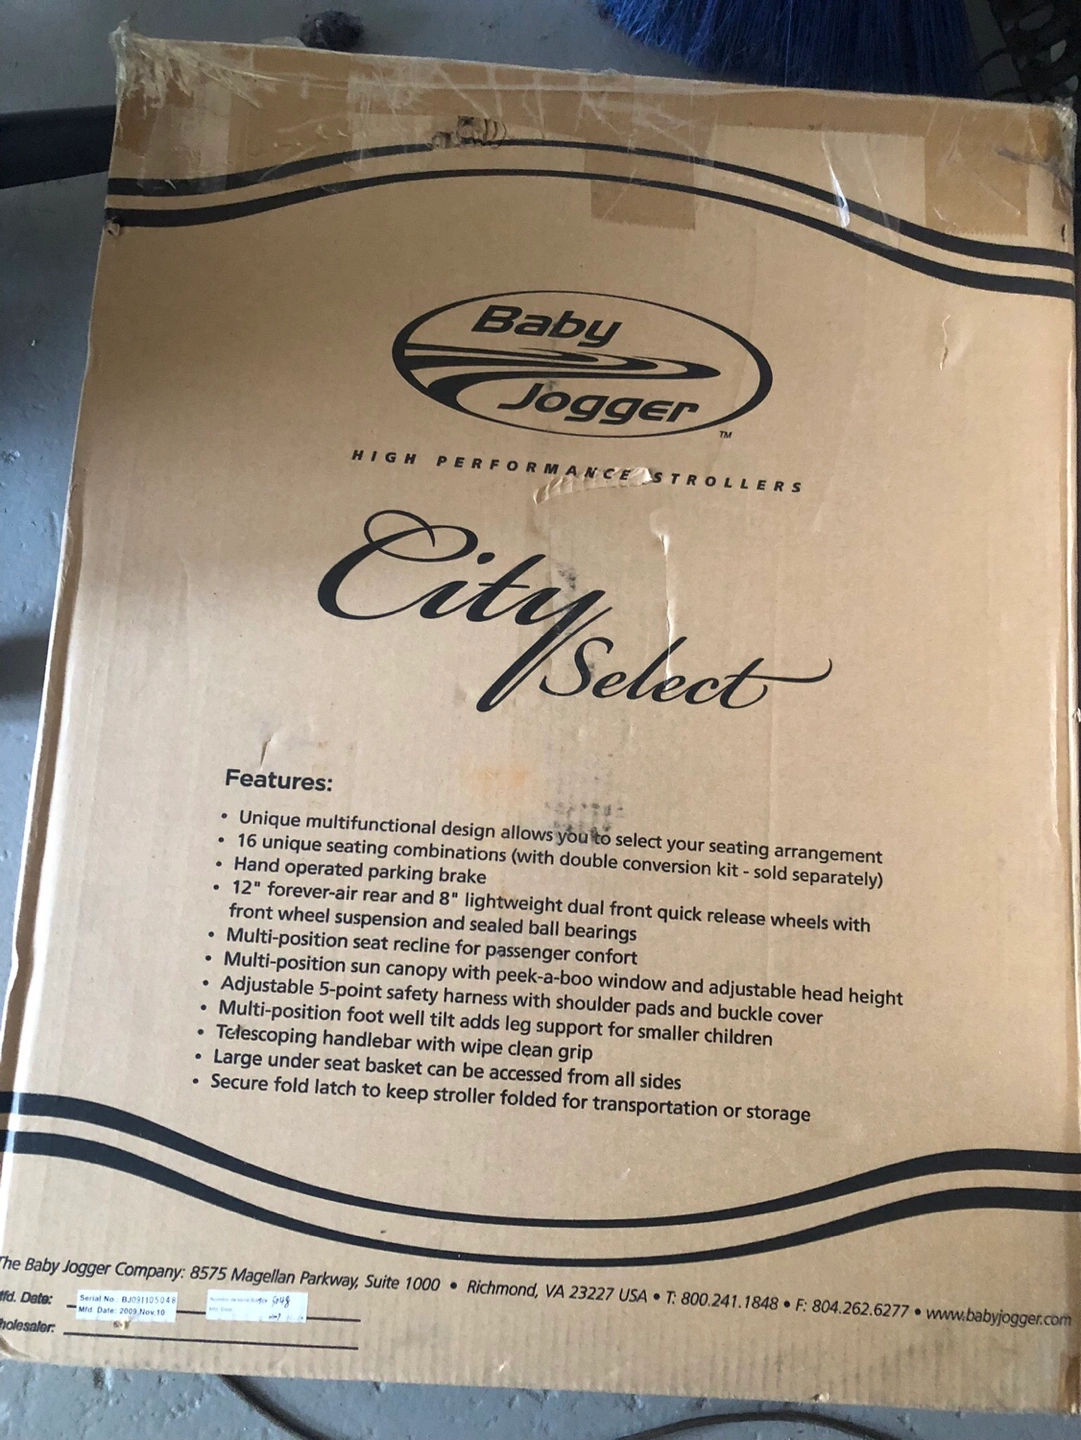 Baby
Jogger
TM
HIGH PERFORMANCE STROLLERS
City
Select
Features:
• Unique multifunctional design allows you to select your seating arrangement
• 16 unique seating combinations (with double conversion kit - sold separately)
• Hand operated parking brake
• 12" forever-air rear and 8" lightweight dual front quick release wheels with
front wheel suspension and sealed ball bearings
• Multi-position seat recline for passenger confort
• Multi-position sun canopy with peek-a-boo window and adjustable head height
• Adjustable 5-point safety harness with shoulder pads and buckle cover
• Multi-position foot well tilt adds leg support for smaller children
• Telescoping handlebar with wipe clean grip
• Large under seat basket can be accessed from all sides
• Secure fold latch to keep stroller folded for transportation or storage
The Baby Jogger Company: 8575 Magellan Parkway, Suite 1000 • Richmond, VA 23227 USA • T: 800.241.1848 • F: 804.262.6277 • www.babyjogger.com
fd. Date:
Serial No: BJ091105048
Mfd Date: 2009,Nov.10
holesaler: